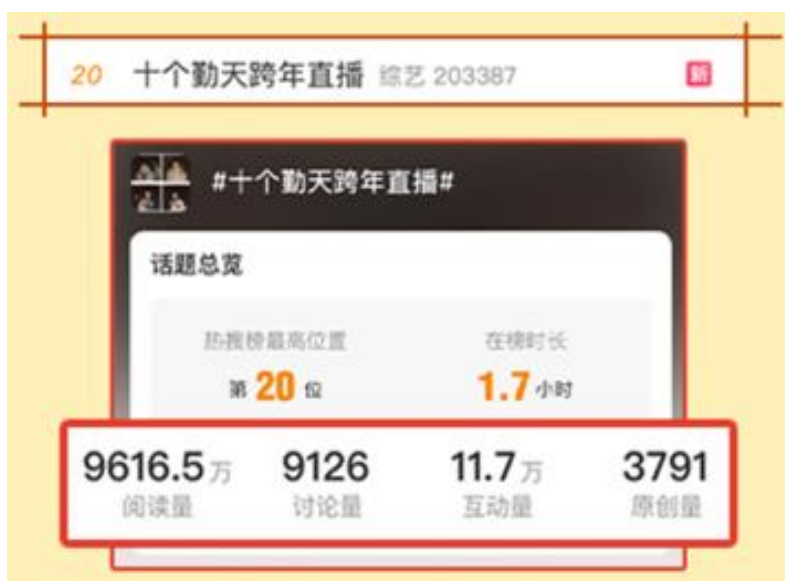 20 十个勤天跨年直播 综艺 203387 新
#十个勤天跨年直播#
话题总览
热搜榜最高位置 在榜时长
第 20 位 1.7 小时
9616.5万 9126 11.7万 3791
阅读量 讨论量 互动量 原创量